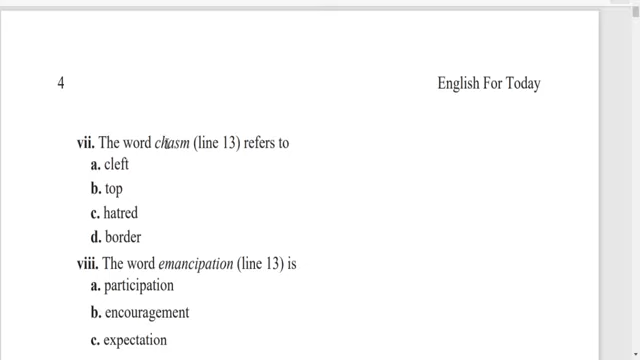 4
English For Today
vii. The word chasm (line 13) refers to
a. cleft
b. top
c. hatred
d. border
viii. The word emancipation (line 13) is
a. participation
b. encouragement
c. expectation